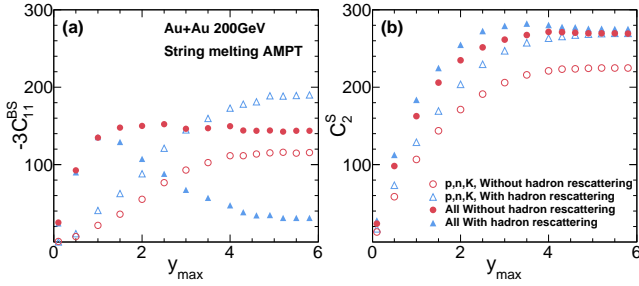 300
200
100
0
-3C₁₁ᴮˢ
(a)
Au+Au 200GeV
String melting AMPT
0 2 4 6
y_max
300
200
100
0
C₂ˢ
(b)
p,n,K, Without hadron rescattering
p,n,K, With hadron rescattering
All Without hadron rescattering
All With hadron rescattering
0 2 4 6
y_max